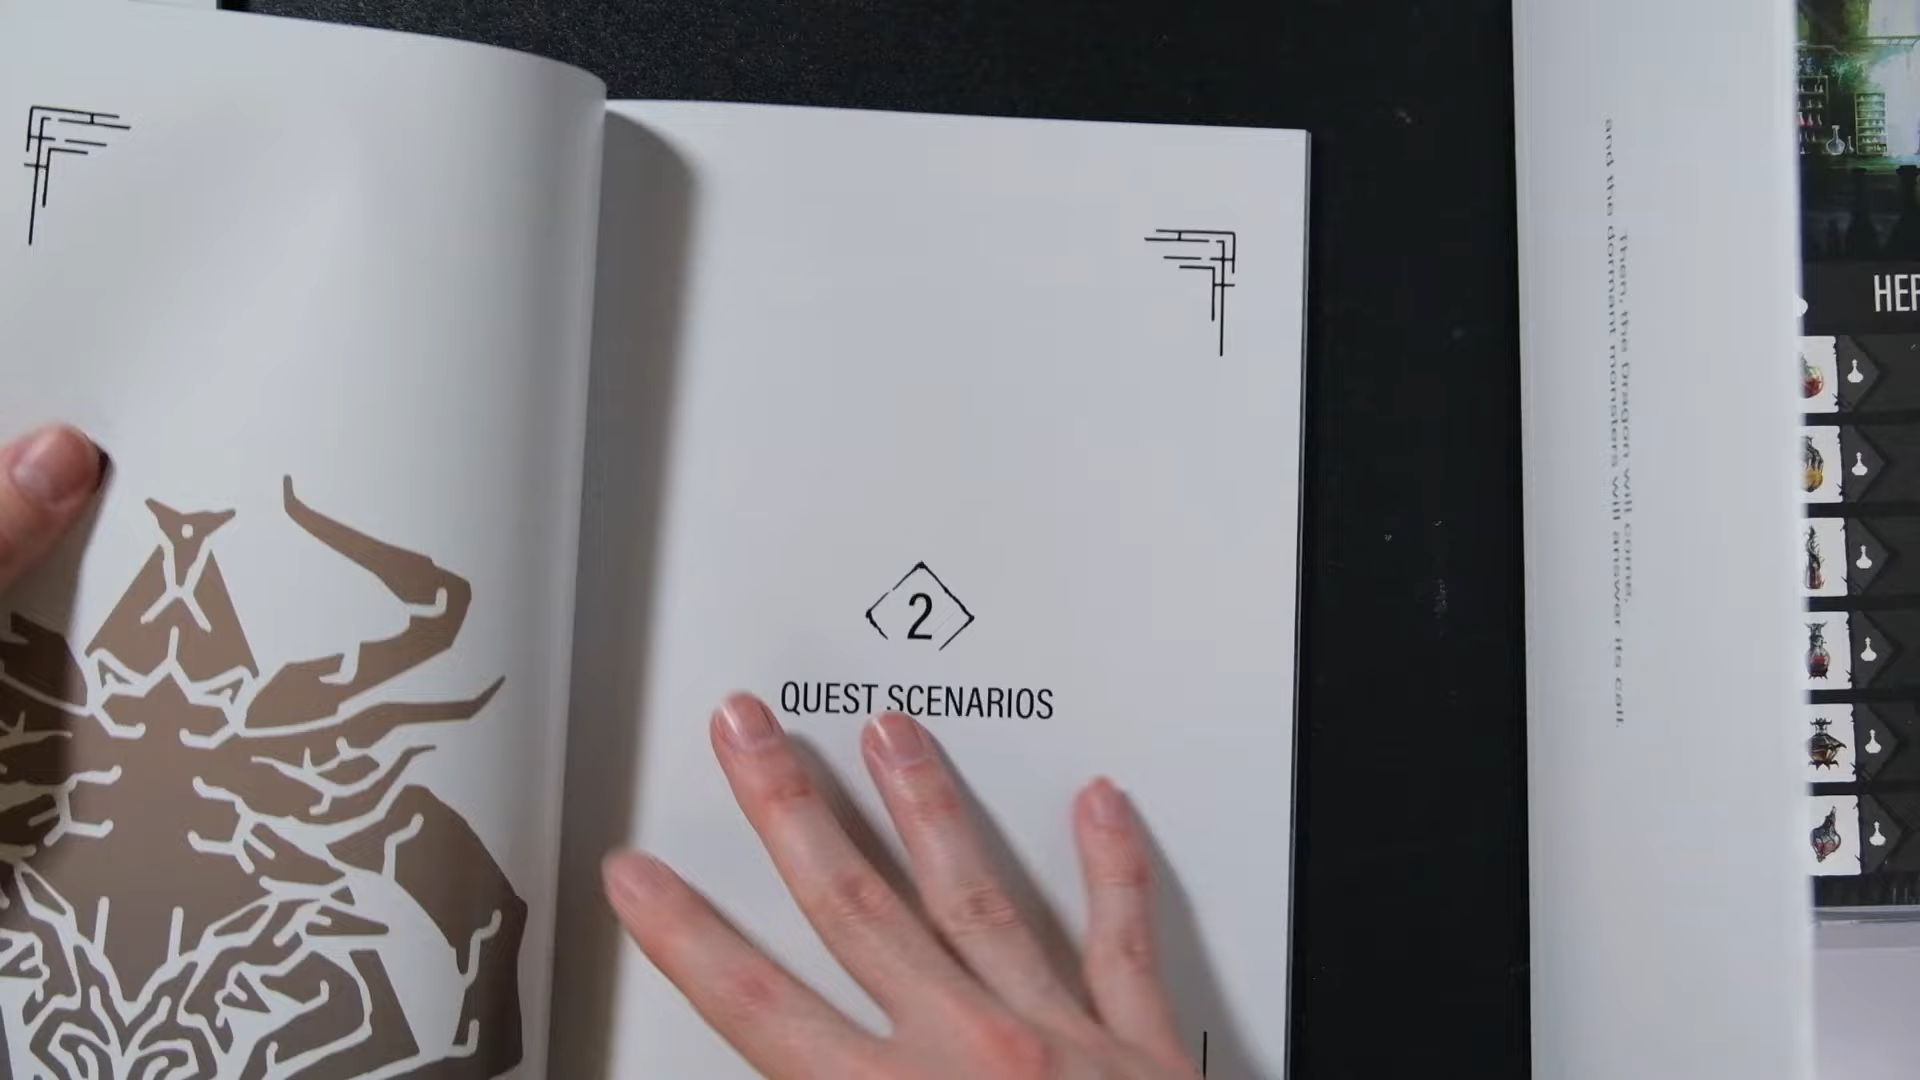 2
QUEST SCENARIOS
Then, the dragon will come,
and the dormant monsters will answer its call.